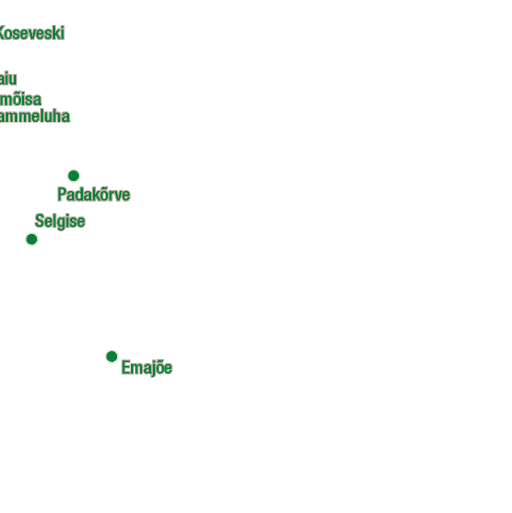 Koseveski
aiu
mõisa
ammeluha
Padakõrve
Selgise
Emajõe